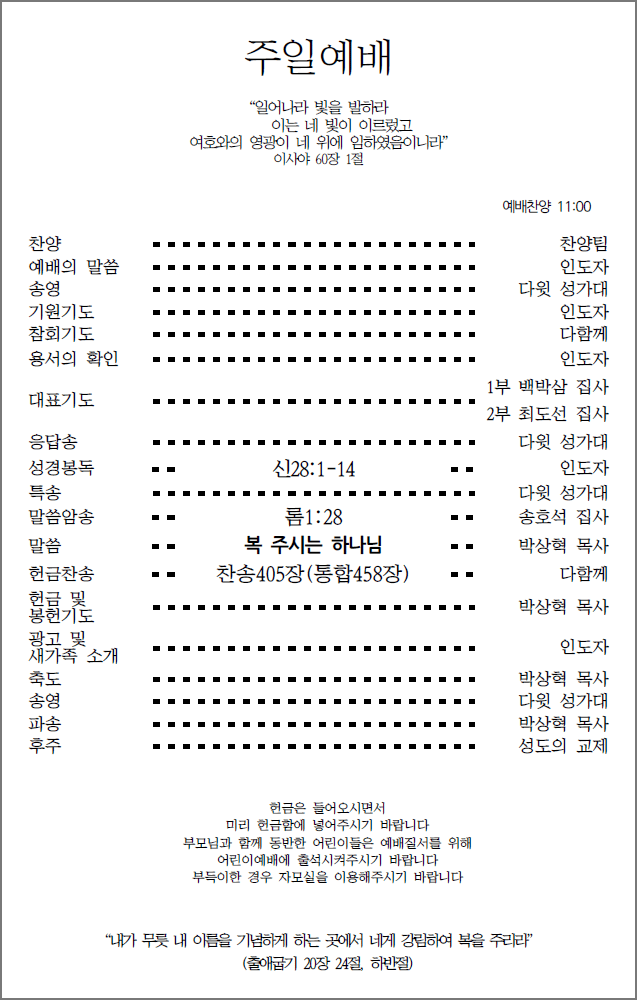 주일예배
“일어나라 빛을 발하라
이는 네 빛이 이르렀고
여호와의 영광이 네 위에 임하였음이니라”
이사야 60장 1절
예배찬양 11:00
찬양 찬양팀
예배의 말씀 인도자
송영 다윗 성가대
기원기도 인도자
참회기도 다함께
용서의 확인 인도자
대표기도 1부 백박삼 집사
2부 최도선 집사
응답송 다윗 성가대
성경봉독 신28:1-14 인도자
특송 다윗 성가대
말씀암송 롬1:28 송호석 집사
말씀 복 주시는 하나님 박상혁 목사
헌금찬송 찬송405장(통합458장) 다함께
헌금 및
봉헌기도 박상혁 목사
광고 및
새가족 소개 인도자
축도 박상혁 목사
송영 다윗 성가대
파송 박상혁 목사
후주 성도의 교제
헌금은 들어오시면서
미리 헌금함에 넣어주시기 바랍니다
부모님과 함께 동반한 어린이들은 예배질서를 위해
어린이예배에 출석시켜주시기 바랍니다
부득이한 경우 자모실을 이용해주시기 바랍니다
“내가 무릇 내 이름을 기념하게 하는 곳에서 네게 강림하여 복을 주리라”
(출애굽기 20장 24절, 하반절)